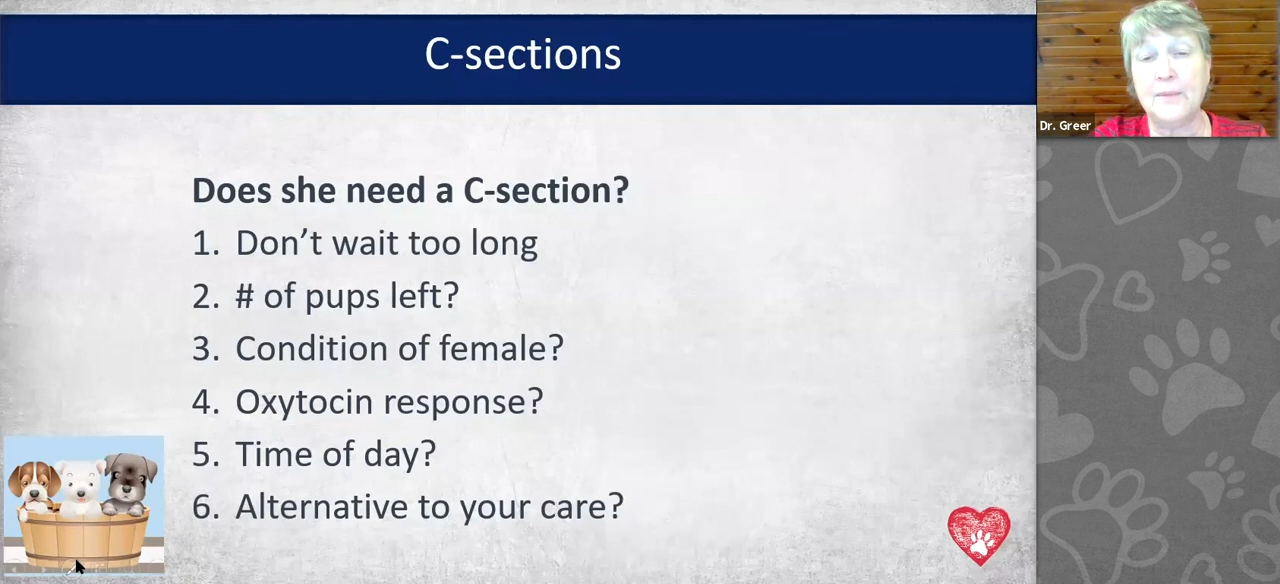 C-sections
Dr. Greer
Does she need a C-section?
1. Don’t wait too long
2. # of pups left?
3. Condition of female?
4. Oxytocin response?
5. Time of day?
6. Alternative to your care?